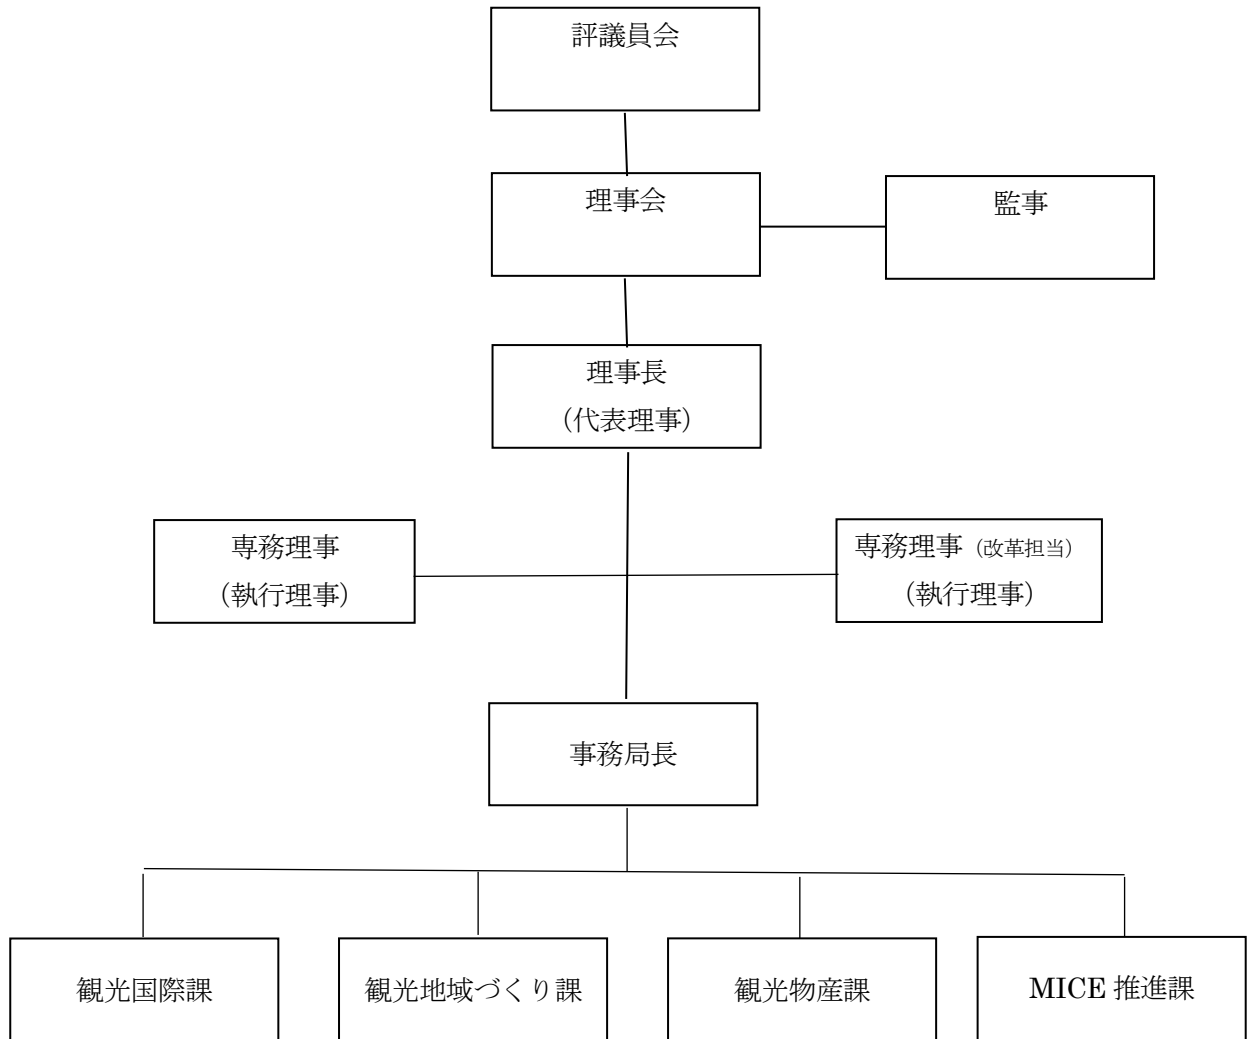 評議員会
理事会
監事
理事長
（代表理事）
専務理事
（執行理事）
専務理事（改革担当）
（執行理事）
事務局長
観光国際課
観光地域づくり課
観光物産課
MICE 推進課